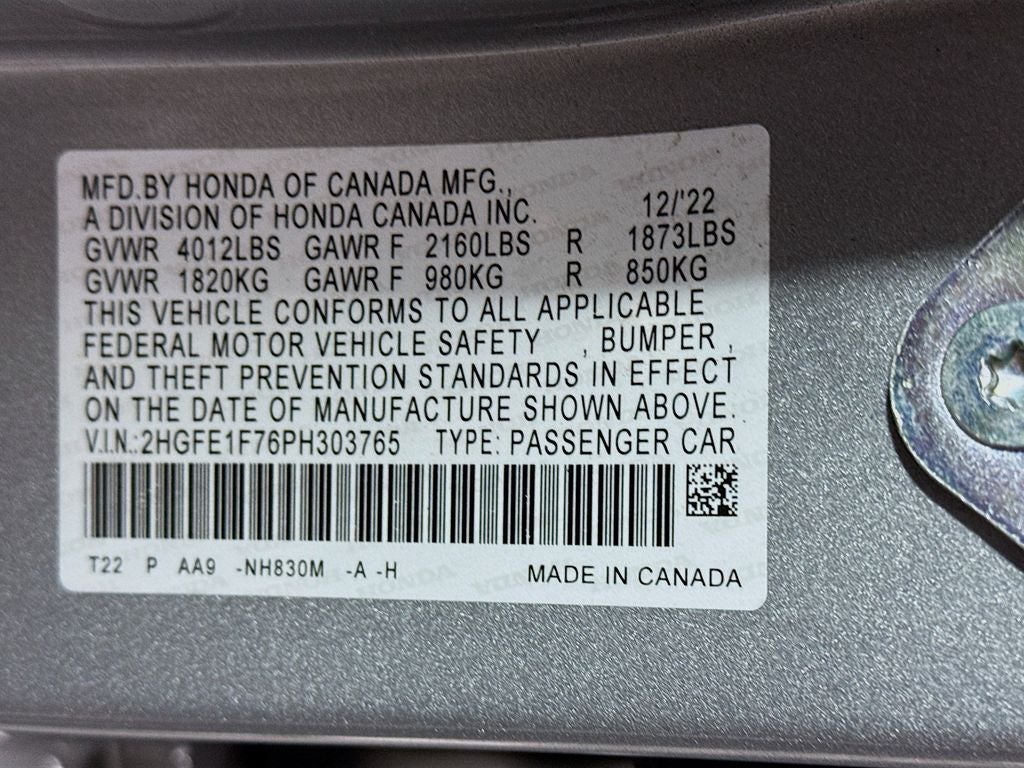 MFD.BY HONDA OF CANADA MFG.,
A DIVISION OF HONDA CANADA INC. 12/'22
GVWR 4012LBS GAWR F 2160LBS R 1873LBS
GVWR 1820KG GAWR F 980KG R 850KG
THIS VEHICLE CONFORMS TO ALL APPLICABLE
FEDERAL MOTOR VEHICLE SAFETY , BUMPER ,
AND THEFT PREVENTION STANDARDS IN EFFECT
ON THE DATE OF MANUFACTURE SHOWN ABOVE.
V.I.N.:2HGFE1F76PH303765 TYPE: PASSENGER CAR
T22 P AA9 -NH830M -A -H MADE IN CANADA